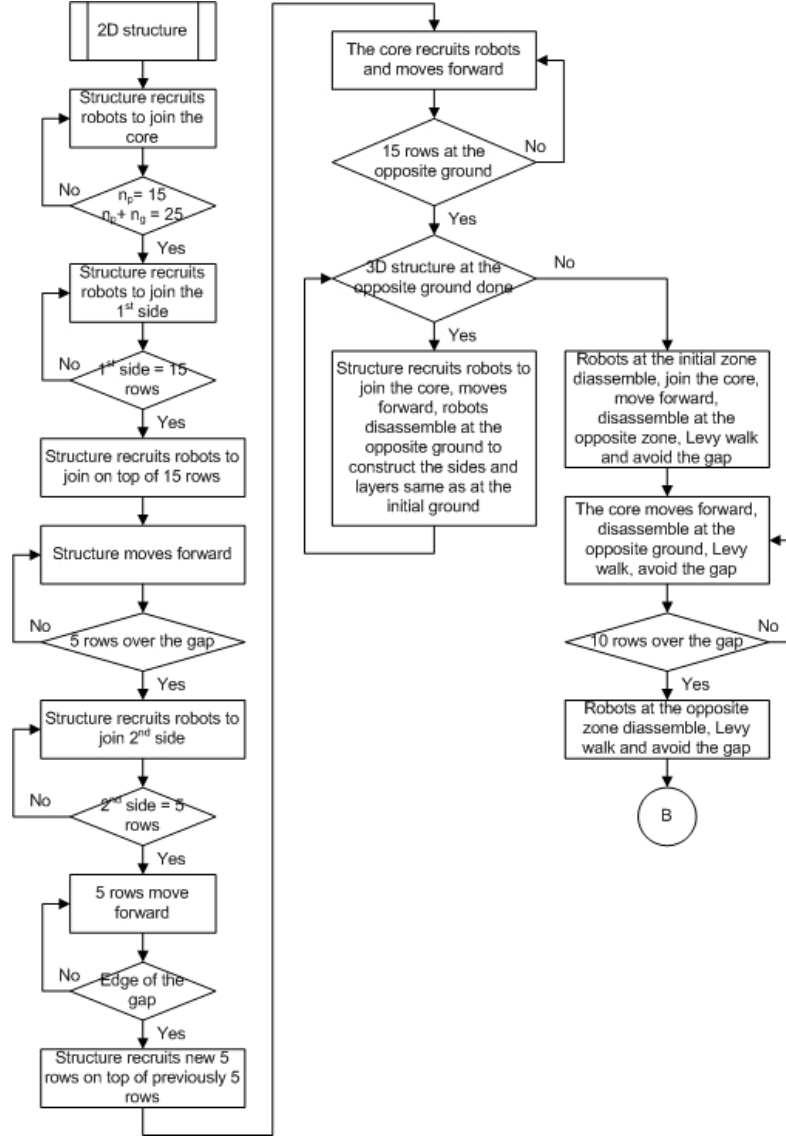 2D structure
Structure recruits
robots to join the
core
No
nₚ= 15
nₚ+ n_g = 25
Yes
Structure recruits
robots to join the
1ˢᵗ side
No
1ˢᵗ side = 15
rows
Yes
Structure recruits robots to
join on top of 15 rows
Structure moves forward
No
5 rows over the gap
Yes
Structure recruits robots to
join 2ⁿᵈ side
No
2ⁿᵈ side = 5
rows
Yes
5 rows move
forward
No
Edge of the
gap
Yes
Structure recruits new 5
rows on top of previously 5
rows
The core recruits robots
and moves forward
No
15 rows at the
opposite ground
Yes
3D structure at the
opposite ground done
No
Yes
Structure recruits robots to
join the core, moves
forward, robots
disassemble at the
opposite ground to
construct the sides and
layers same as at the
initial ground
Robots at the initial zone
diassemble, join the core,
move forward,
disassemble at the
opposite zone, Levy walk
and avoid the gap
The core moves forward,
disassemble at the
opposite ground, Levy
walk, avoid the gap
No
10 rows over the gap
Yes
Robots at the opposite
zone diassemble, Levy
walk and avoid the gap
B